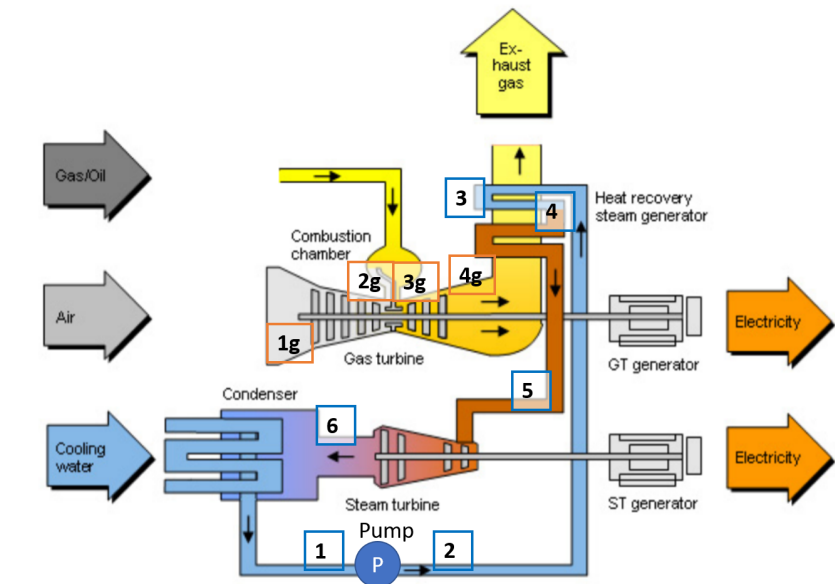 Ex-
haust
gas
Gas/Oil
3
4
Heat recovery
steam generator
Combustion
chamber
2g
3g
4g
Air
1g
Gas turbine
GT generator
Electricity
Condenser
5
6
Cooling
water
Steam turbine
ST generator
Electricity
Pump
1
P
2